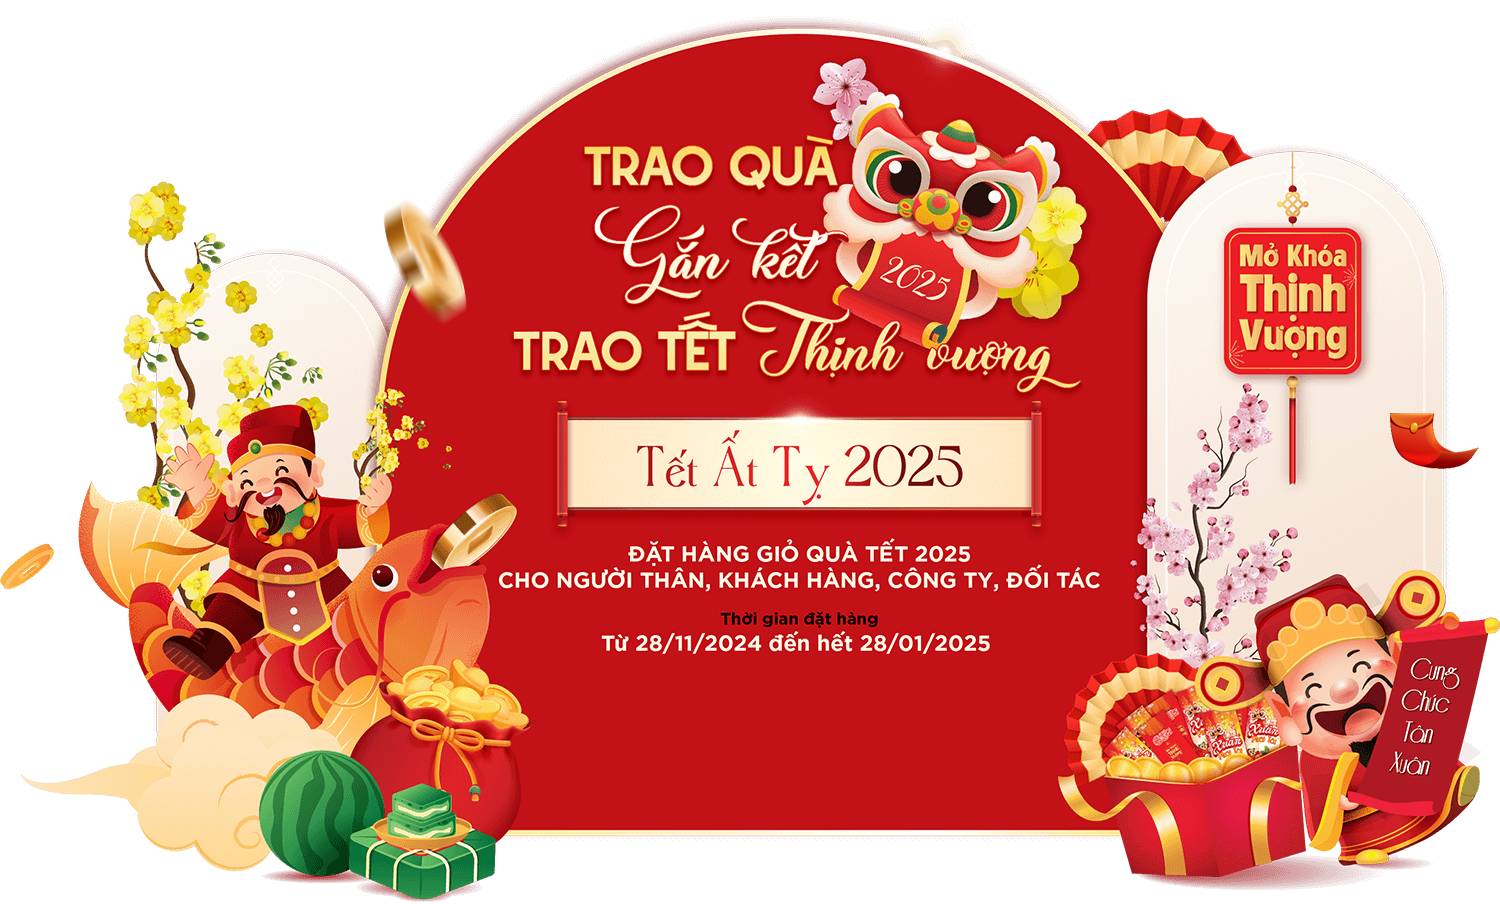 TRAO QUÀ
Gắn kết
2025
TRAO TẾT Thịnh vượng
Tết Ất Tỵ 2025
ĐẶT HÀNG GIỎ QUÀ TẾT 2025
CHO NGƯỜI THÂN, KHÁCH HÀNG, CÔNG TY, ĐỐI TÁC
Thời gian đặt hàng
Từ 28/11/2024 đến hết 28/01/2025
Mở Khóa
Thịnh
Vượng
Cung
Chúc
Tân
Xuân
Xuân
Xuân